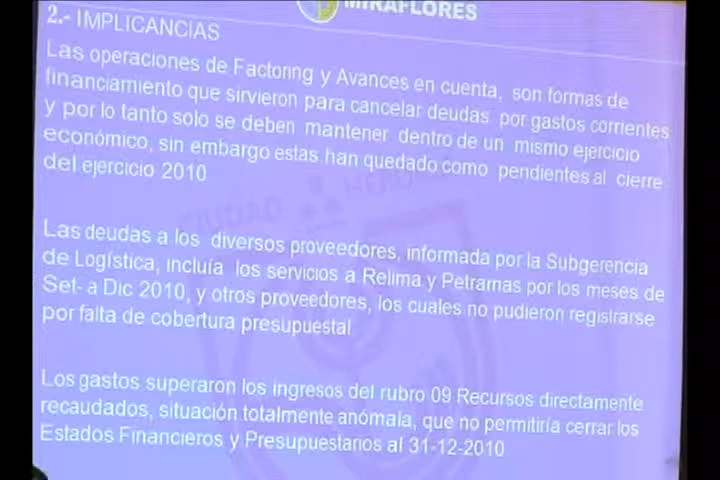 MIRAFLORES
2.- IMPLICANCIAS
Las operaciones de Factoring y Avances en cuenta, son formas de
financiamiento que sirvieron para cancelar deudas por gastos corrientes
y por lo tanto solo se deben mantener dentro de un mismo ejercicio
económico, sin embargo estas han quedado como pendientes al cierre
del ejercicio 2010
CIUDAD HEROICA
Las deudas a los diversos proveedores, informada por la Subgerencia
de Logística, incluía los servicios a Relima y Petramas por los meses de
Set- a Dic 2010, y otros proveedores, los cuales no pudieron registrarse
por falta de cobertura presupuestal
Los gastos superaron los ingresos del rubro 09 Recursos directamente
recaudados, situación totalmente anómala, que no permitiría cerrar los
Estados Financieros y Presupuestarios al 31-12-2010